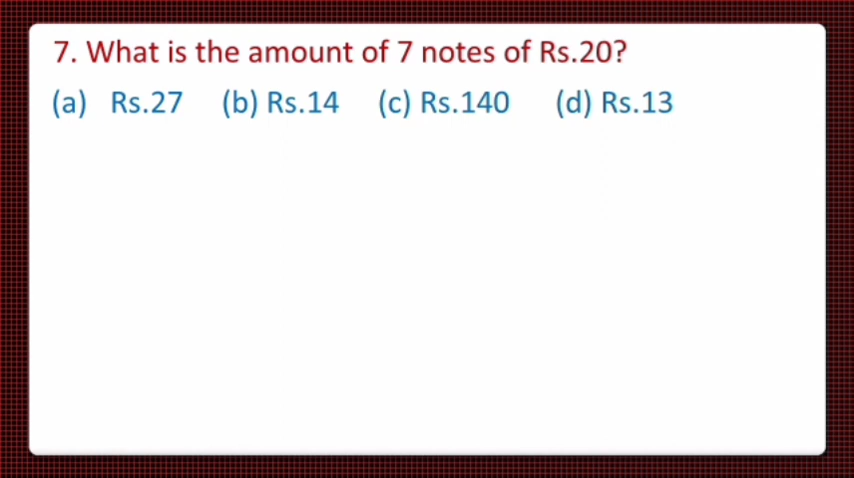 7. What is the amount of 7 notes of Rs.20?
(a) Rs.27 (b) Rs.14 (c) Rs.140 (d) Rs.13